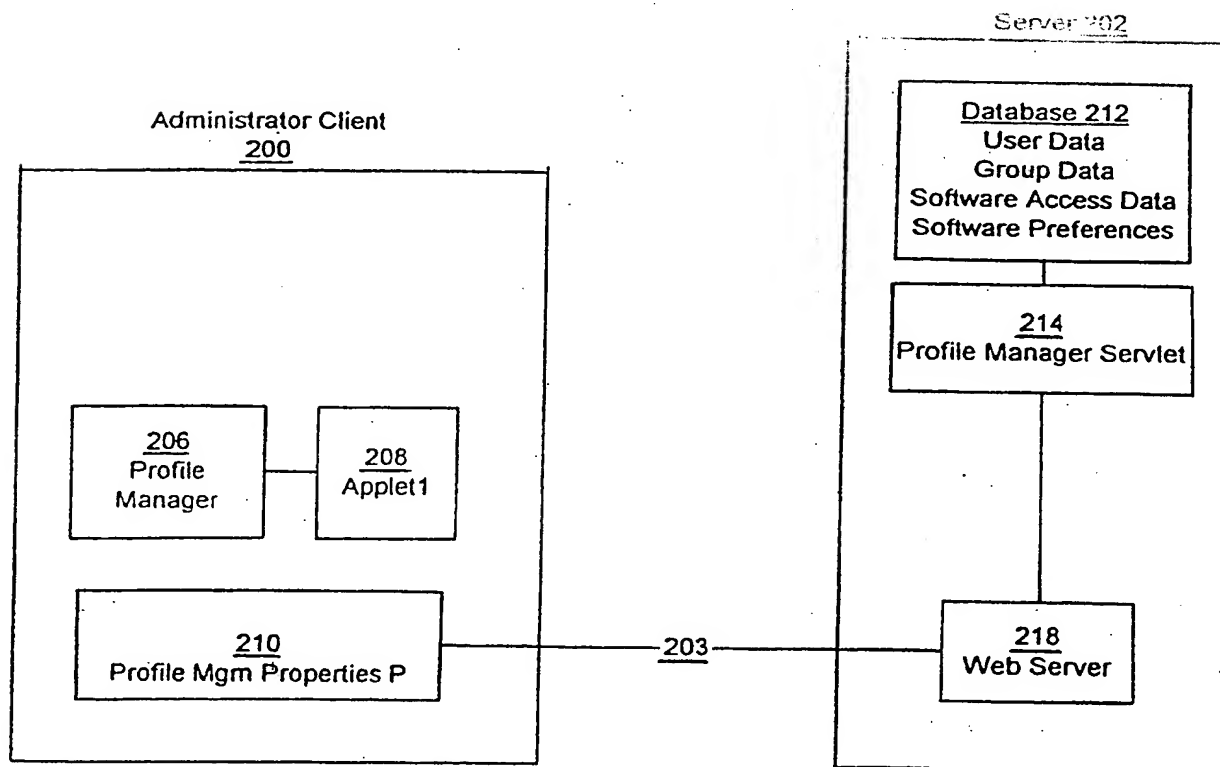 Server 202
Database 212
User Data
Group Data
Software Access Data
Software Preferences
Administrator Client
200
214
Profile Manager Servlet
206
Profile
Manager
208
Applet1
210
Profile Mgm Properties P
203
218
Web Server